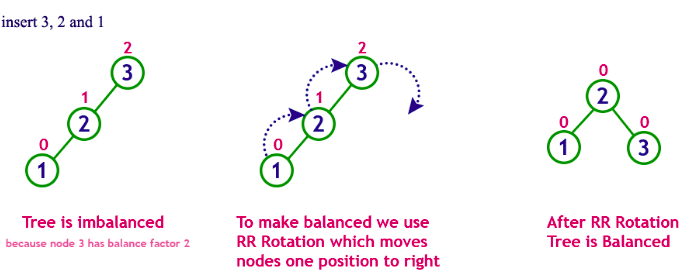 insert 3, 2 and 1
2
3
1
2
0
1
Tree is imbalanced
because node 3 has balance factor 2
2
3
1
2
0
1
To make balanced we use
RR Rotation which moves
nodes one position to right
0
2
0
0
1
3
After RR Rotation
Tree is Balanced